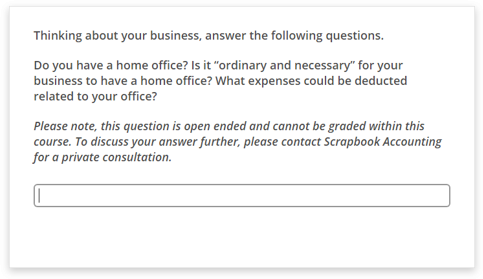 Thinking about your business, answer the following questions.
Do you have a home office? Is it “ordinary and necessary” for your
business to have a home office? What expenses could be deducted
related to your office?
Please note, this question is open ended and cannot be graded within this
course. To discuss your answer further, please contact Scrapbook Accounting
for a private consultation.